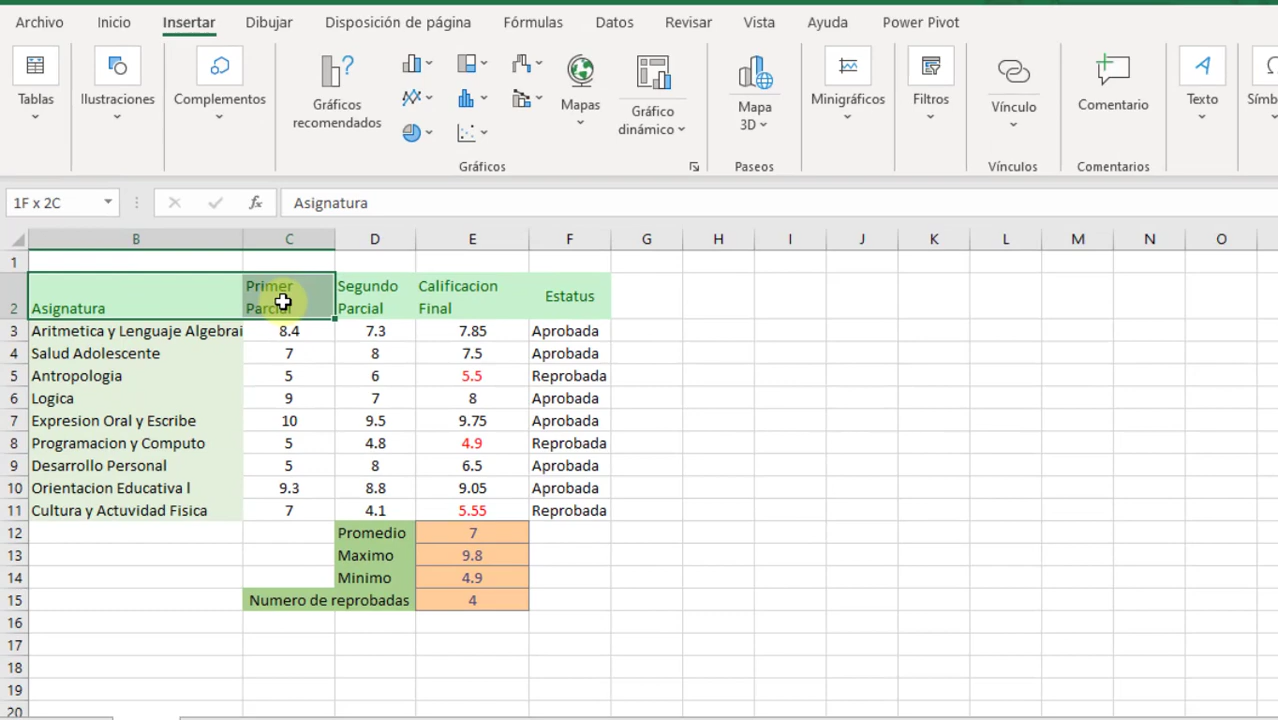 Archivo Inicio Insertar Dibujar Disposición de página Fórmulas Datos Revisar Vista Ayuda Power Pivot
Tablas Ilustraciones Complementos Gráficos recomendados Mapas Gráfico dinámico Mapa 3D Minigráficos Filtros Vínculo Comentario Texto
Gráficos Paseos Vínculos Comentarios
1F x 2C fx Asignatura
B C D E F G H I J K L M N O
1
2 Asignatura Primer Parcial Segundo Parcial Calificacion Final Estatus
3 Aritmetica y Lenguaje Algebrai 8.4 7.3 7.85 Aprobada
4 Salud Adolescente 7 8 7.5 Aprobada
5 Antropologia 5 6 5.5 Reprobada
6 Logica 9 7 8 Aprobada
7 Expresion Oral y Escribe 10 9.5 9.75 Aprobada
8 Programacion y Computo 5 4.8 4.9 Reprobada
9 Desarrollo Personal 5 8 6.5 Aprobada
10 Orientacion Educativa l 9.3 8.8 9.05 Aprobada
11 Cultura y Actuvidad Fisica 7 4.1 5.55 Reprobada
12 Promedio 7
13 Maximo 9.8
14 Minimo 4.9
15 Numero de reprobadas 4
16
17
18
19
20